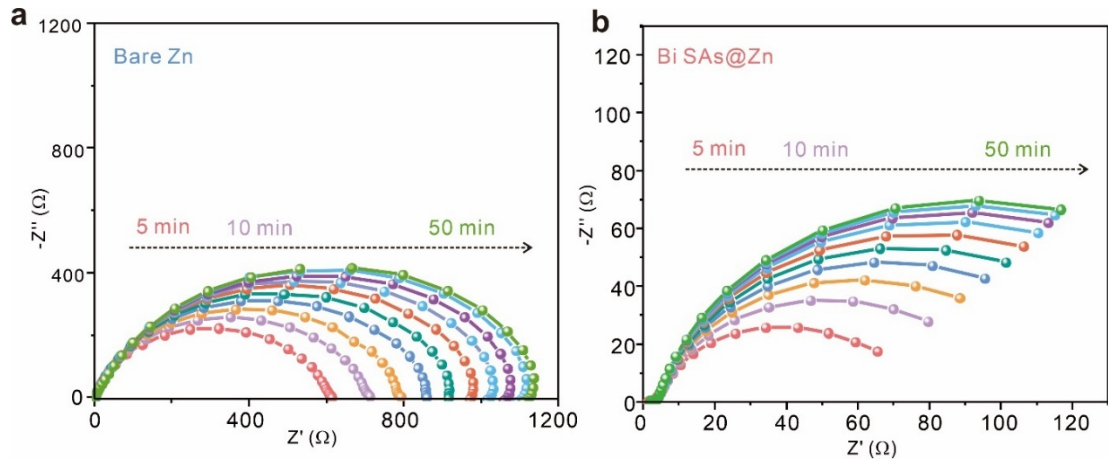 a
1200
Bare Zn
800
-Z'' (Ω)
5 min 10 min 50 min
400
0
0 400 800 1200
Z' (Ω)
b
120
Bi SAs@Zn
100
5 min 10 min 50 min
80
-Z'' (Ω)
60
40
20
0
0 20 40 60 80 100 120
Z' (Ω)